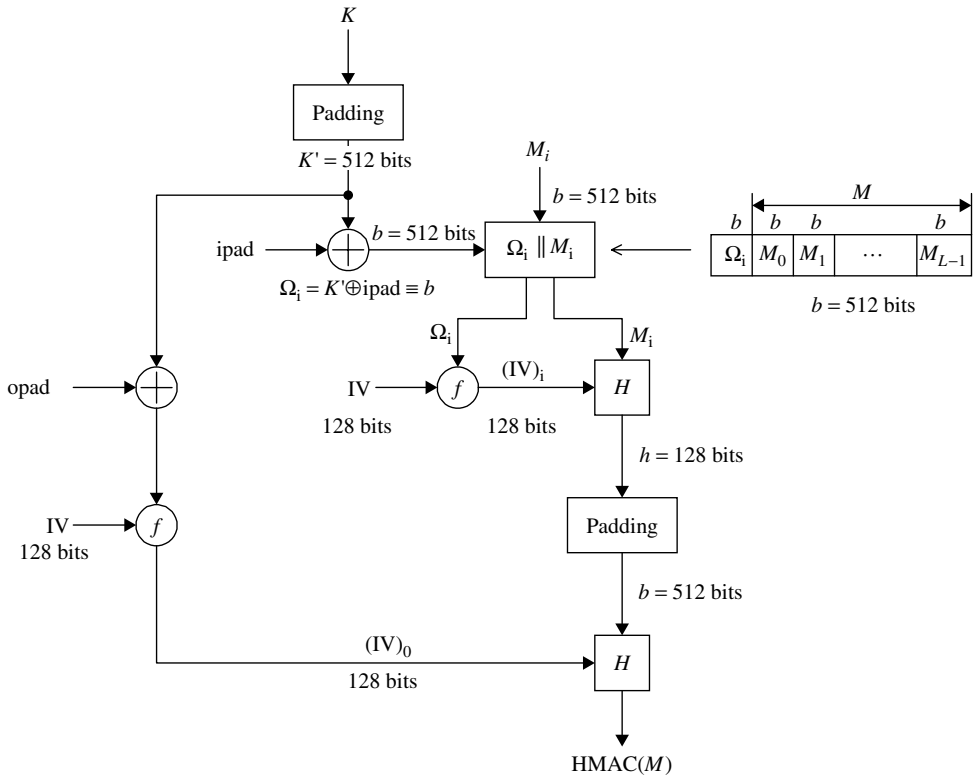 K
Padding
K' = 512 bits
M_i
b = 512 bits
M
b b b b
ipad
b = 512 bits
Ω_i ∥ M_i
Ω_i M_0 M_1 ⋯ M_{L−1}
Ω_i = K'⊕ipad ≡ b
b = 512 bits
Ω_i
M_i
opad
IV
f
(IV)_i
H
128 bits
128 bits
h = 128 bits
IV
f
Padding
128 bits
b = 512 bits
(IV)_0
H
128 bits
HMAC(M)